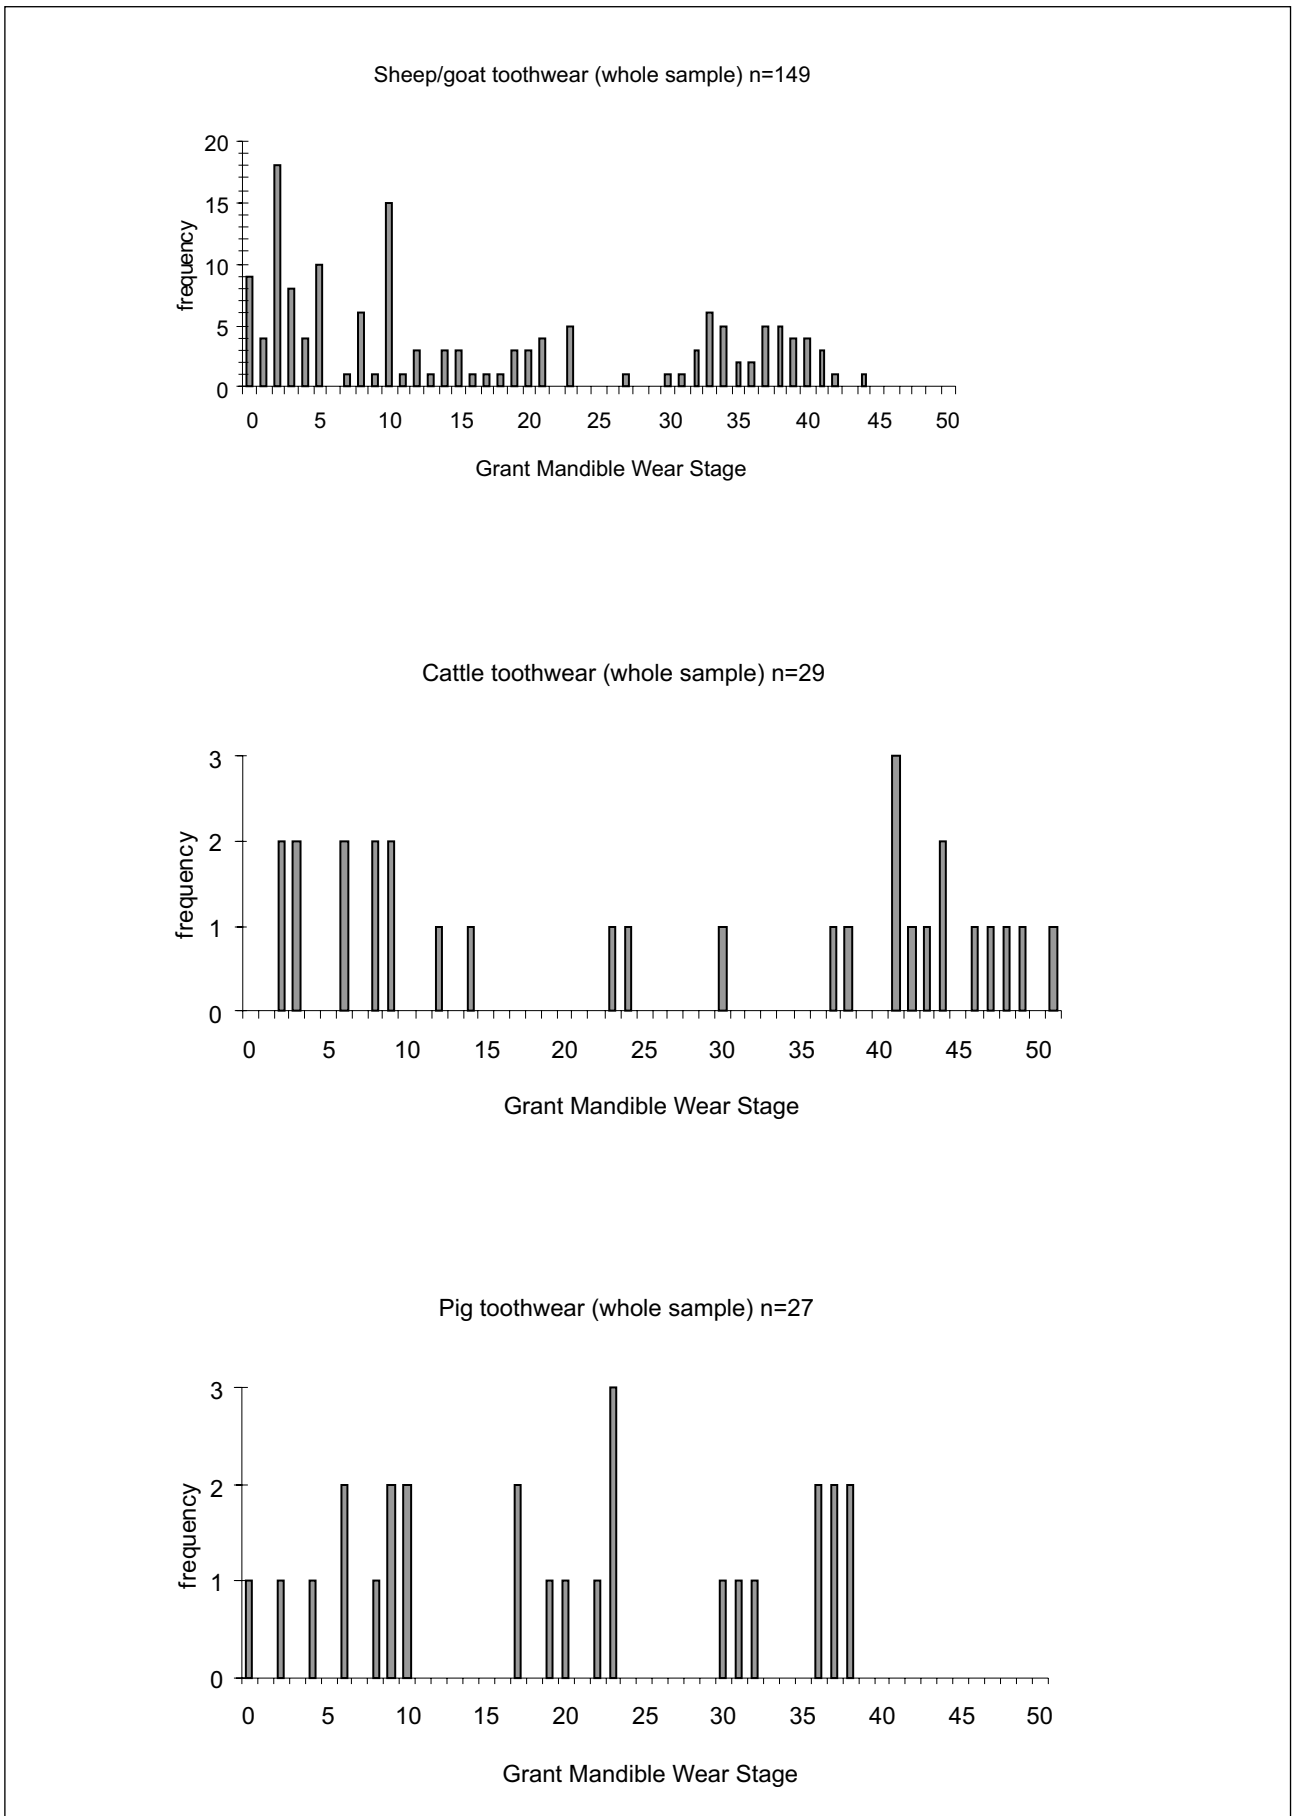 Sheep/goat toothwear (whole sample) n=149
20
15
10
5
0
frequency
0 5 10 15 20 25 30 35 40 45 50
Grant Mandible Wear Stage
Cattle toothwear (whole sample) n=29
3
2
1
0
frequency
0 5 10 15 20 25 30 35 40 45 50
Grant Mandible Wear Stage
Pig toothwear (whole sample) n=27
3
2
1
0
frequency
0 5 10 15 20 25 30 35 40 45 50
Grant Mandible Wear Stage